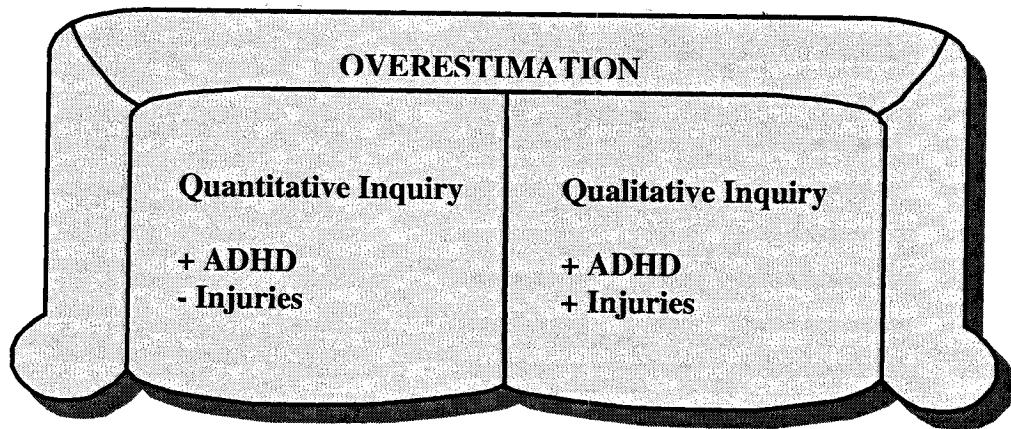 OVERESTIMATION
Quantitative Inquiry
+ ADHD
- Injuries
Qualitative Inquiry
+ ADHD
+ Injuries